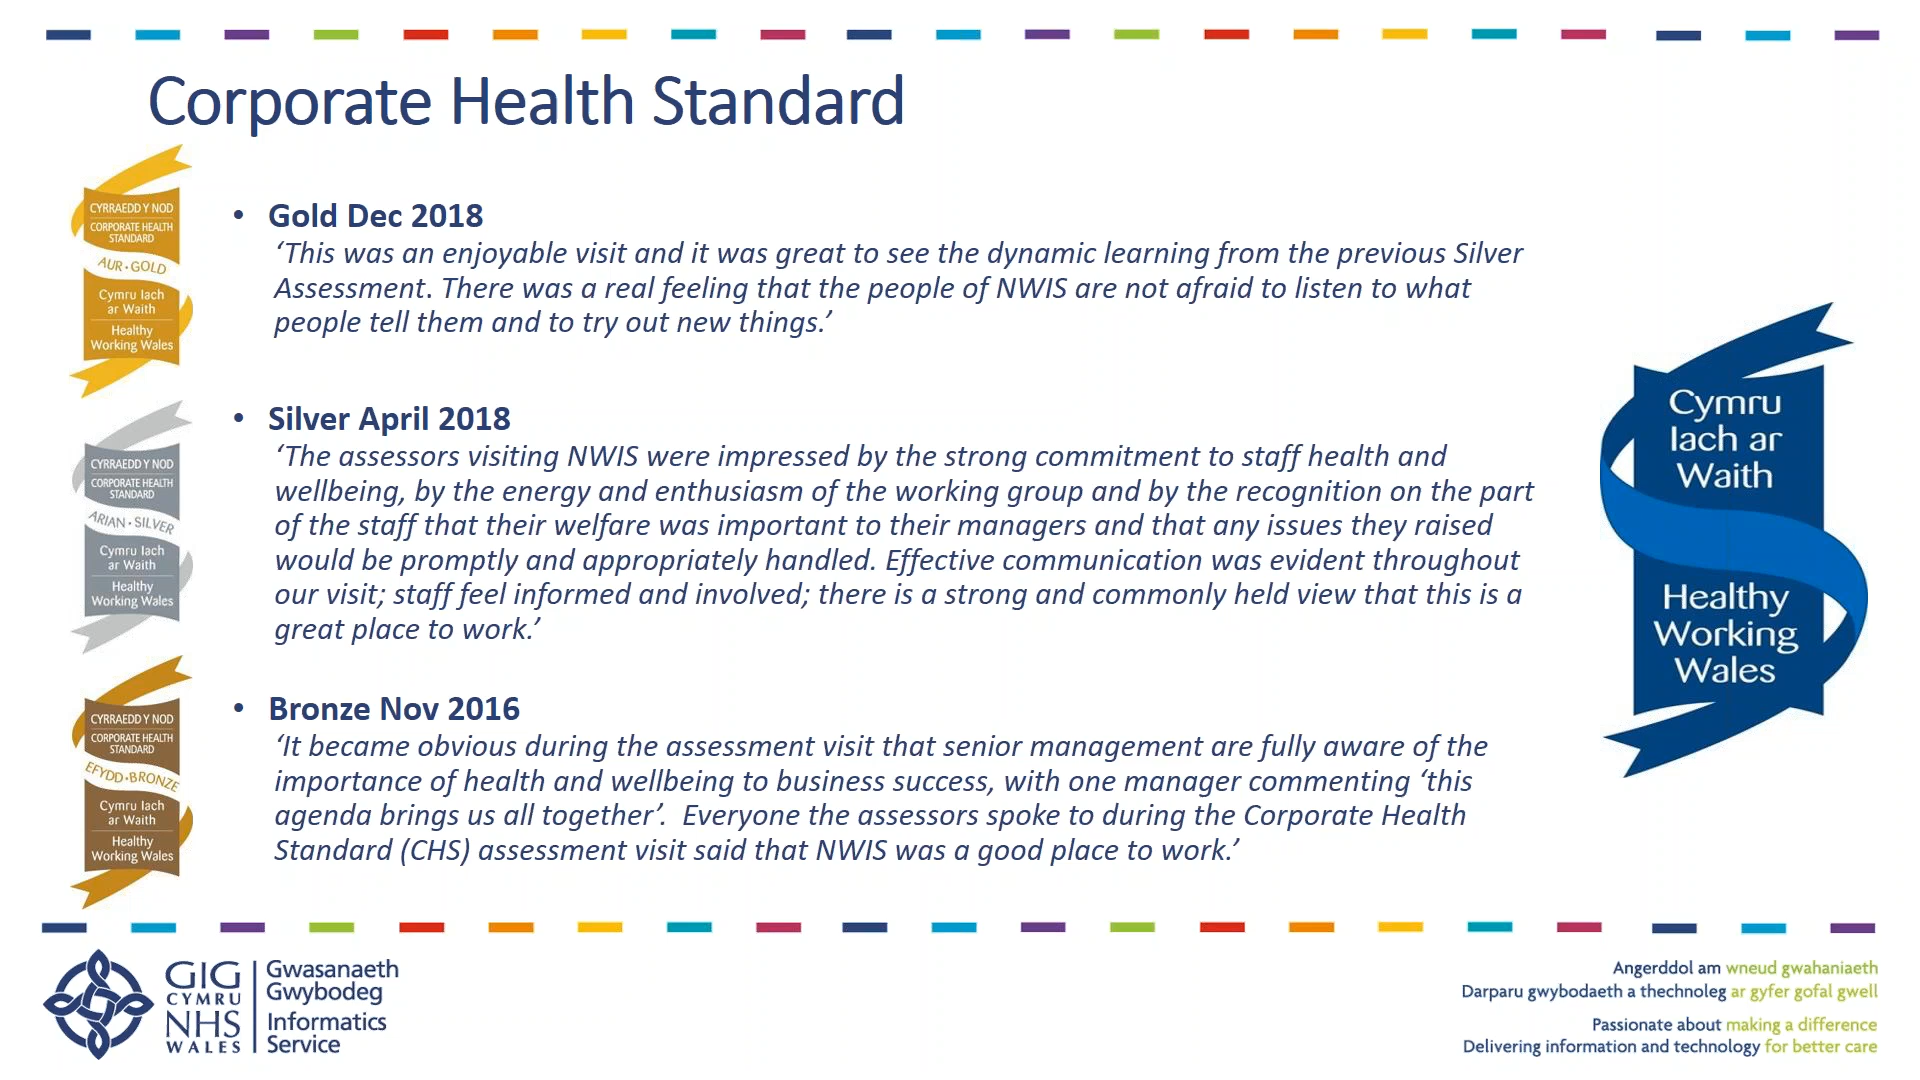 Corporate Health Standard
CYRRAEDD Y NOD
CORPORATE HEALTH
STANDARD
AUR • GOLD
Cymru Iach
ar Waith
Healthy
Working Wales
• Gold Dec 2018
‘This was an enjoyable visit and it was great to see the dynamic learning from the previous Silver
Assessment. There was a real feeling that the people of NWIS are not afraid to listen to what
people tell them and to try out new things.’
CYRRAEDD Y NOD
CORPORATE HEALTH
STANDARD
ARIAN • SILVER
Cymru Iach
ar Waith
Healthy
Working Wales
• Silver April 2018
‘The assessors visiting NWIS were impressed by the strong commitment to staff health and
wellbeing, by the energy and enthusiasm of the working group and by the recognition on the part
of the staff that their welfare was important to their managers and that any issues they raised
would be promptly and appropriately handled. Effective communication was evident throughout
our visit; staff feel informed and involved; there is a strong and commonly held view that this is a
great place to work.’
CYRRAEDD Y NOD
CORPORATE HEALTH
STANDARD
EFYDD • BRONZE
Cymru Iach
ar Waith
Healthy
Working Wales
• Bronze Nov 2016
‘It became obvious during the assessment visit that senior management are fully aware of the
importance of health and wellbeing to business success, with one manager commenting ‘this
agenda brings us all together’.  Everyone the assessors spoke to during the Corporate Health
Standard (CHS) assessment visit said that NWIS was a good place to work.’
Cymru
Iach ar
Waith
Healthy
Working
Wales
GIG
CYMRU
NHS
WALES
Gwasanaeth
Gwybodeg
Informatics
Service
Angerddol am wneud gwahaniaeth
Darparu gwybodaeth a thechnoleg ar gyfer gofal gwell
Passionate about making a difference
Delivering information and technology for better care